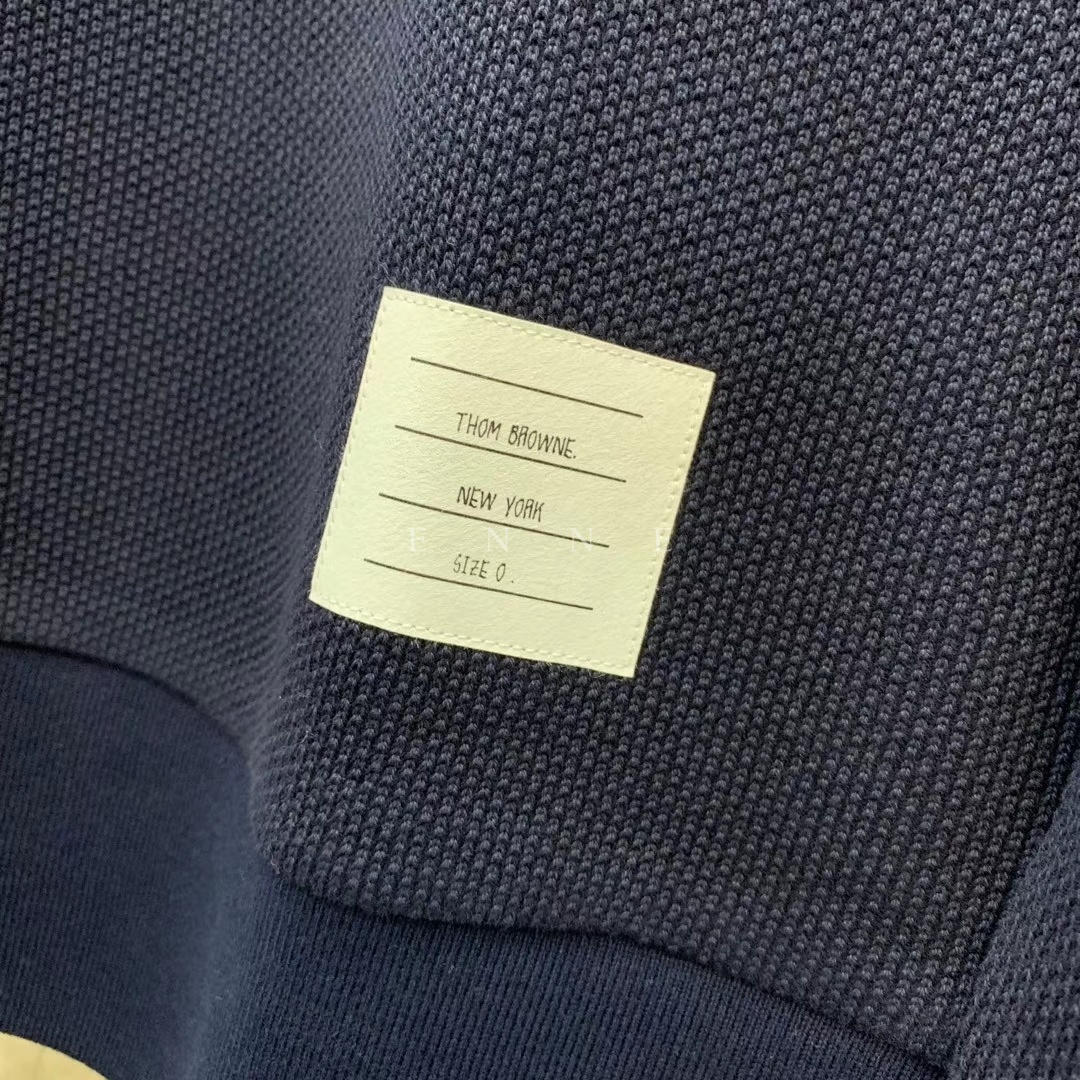 THOM BROWNE.
NEW YORK
F N N F
SIZE 0.